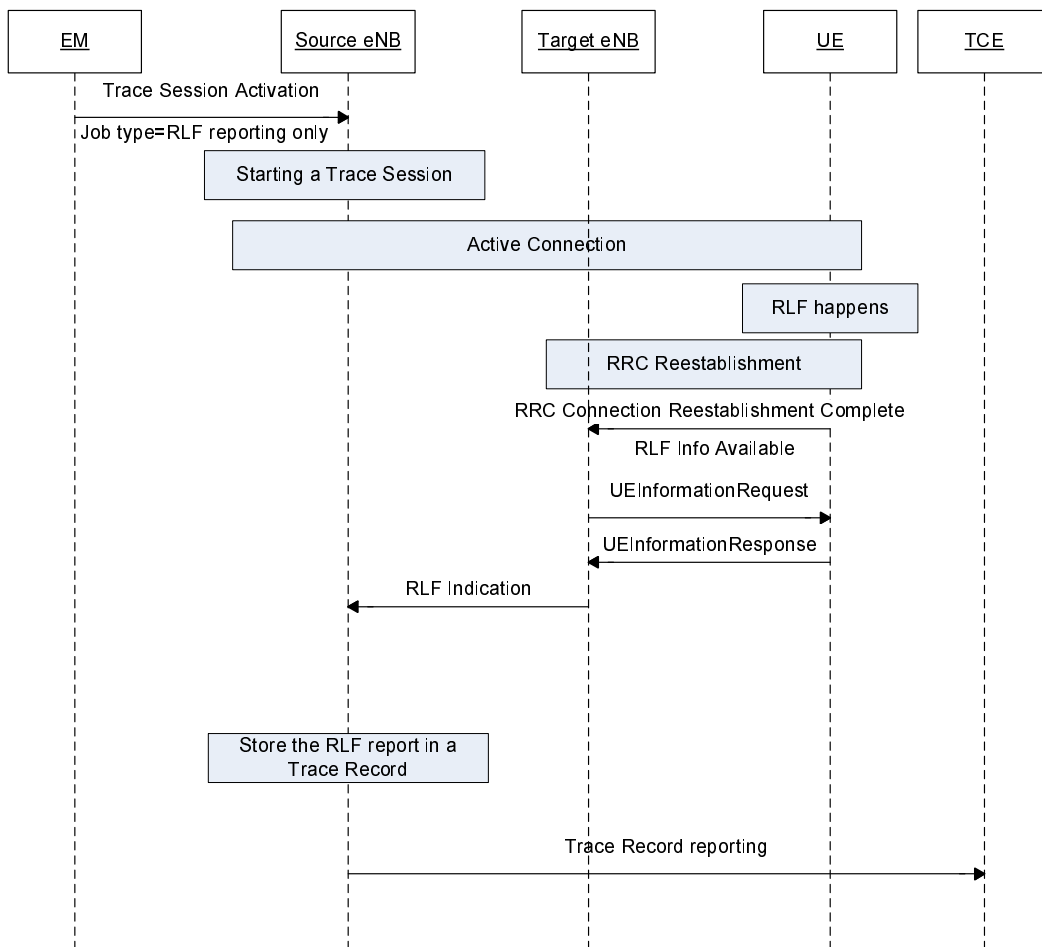 EM
Source eNB
Target eNB
UE
TCE
Trace Session Activation
Job type=RLF reporting only
Starting a Trace Session
Active Connection
RLF happens
RRC Reestablishment
RRC Connection Reestablishment Complete
RLF Info Available
UEInformationRequest
UEInformationResponse
RLF Indication
Store the RLF report in a
Trace Record
Trace Record reporting